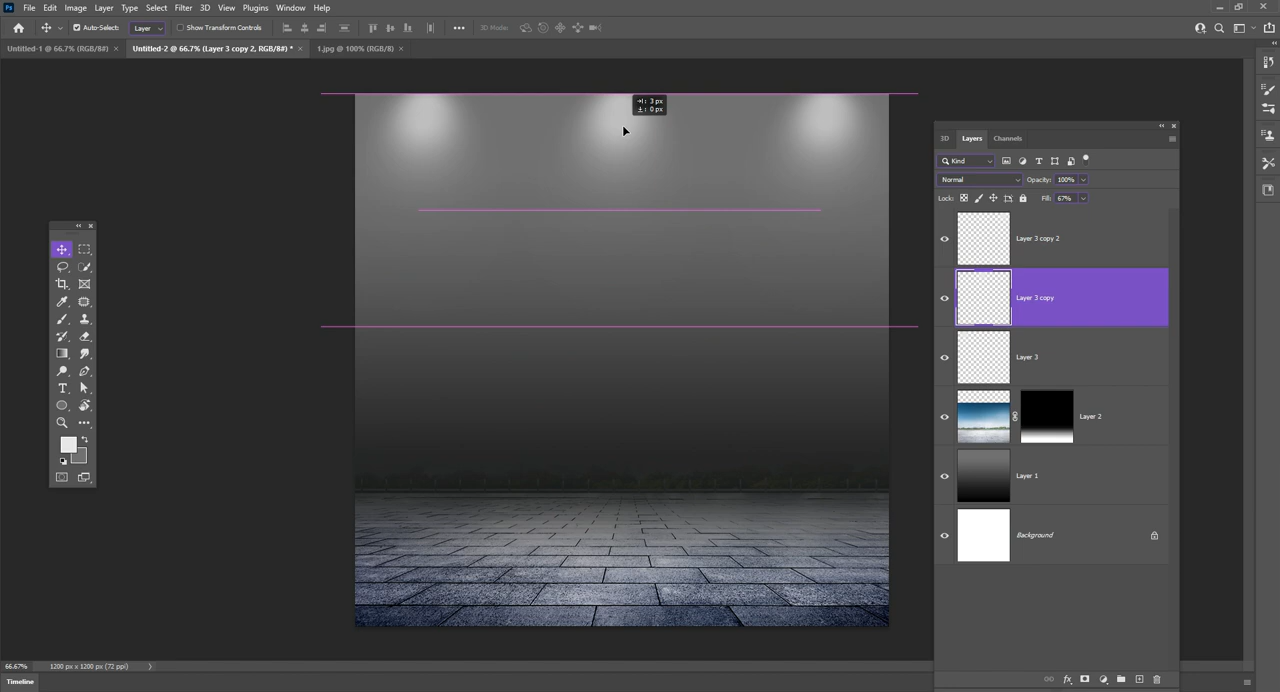 Ps File Edit Image Layer Type Select Filter 3D View Plugins Window Help
Auto-Select: Layer Show Transform Controls 3D Mode:
Untitled-1 @ 66.7% (RGB/8#) × Untitled-2 @ 66.7% (Layer 3 copy 2, RGB/8#) * × 1.jpg @ 100% (RGB/8) ×
: 3 px
: 0 px
3D Layers Channels
Kind T
Normal Opacity: 100%
Lock: Fill: 67%
Layer 3 copy 2
Layer 3 copy
Layer 3
Layer 2
Layer 1
Background
T
66.67% 1200 px x 1200 px (72 ppi)
fx
Timeline